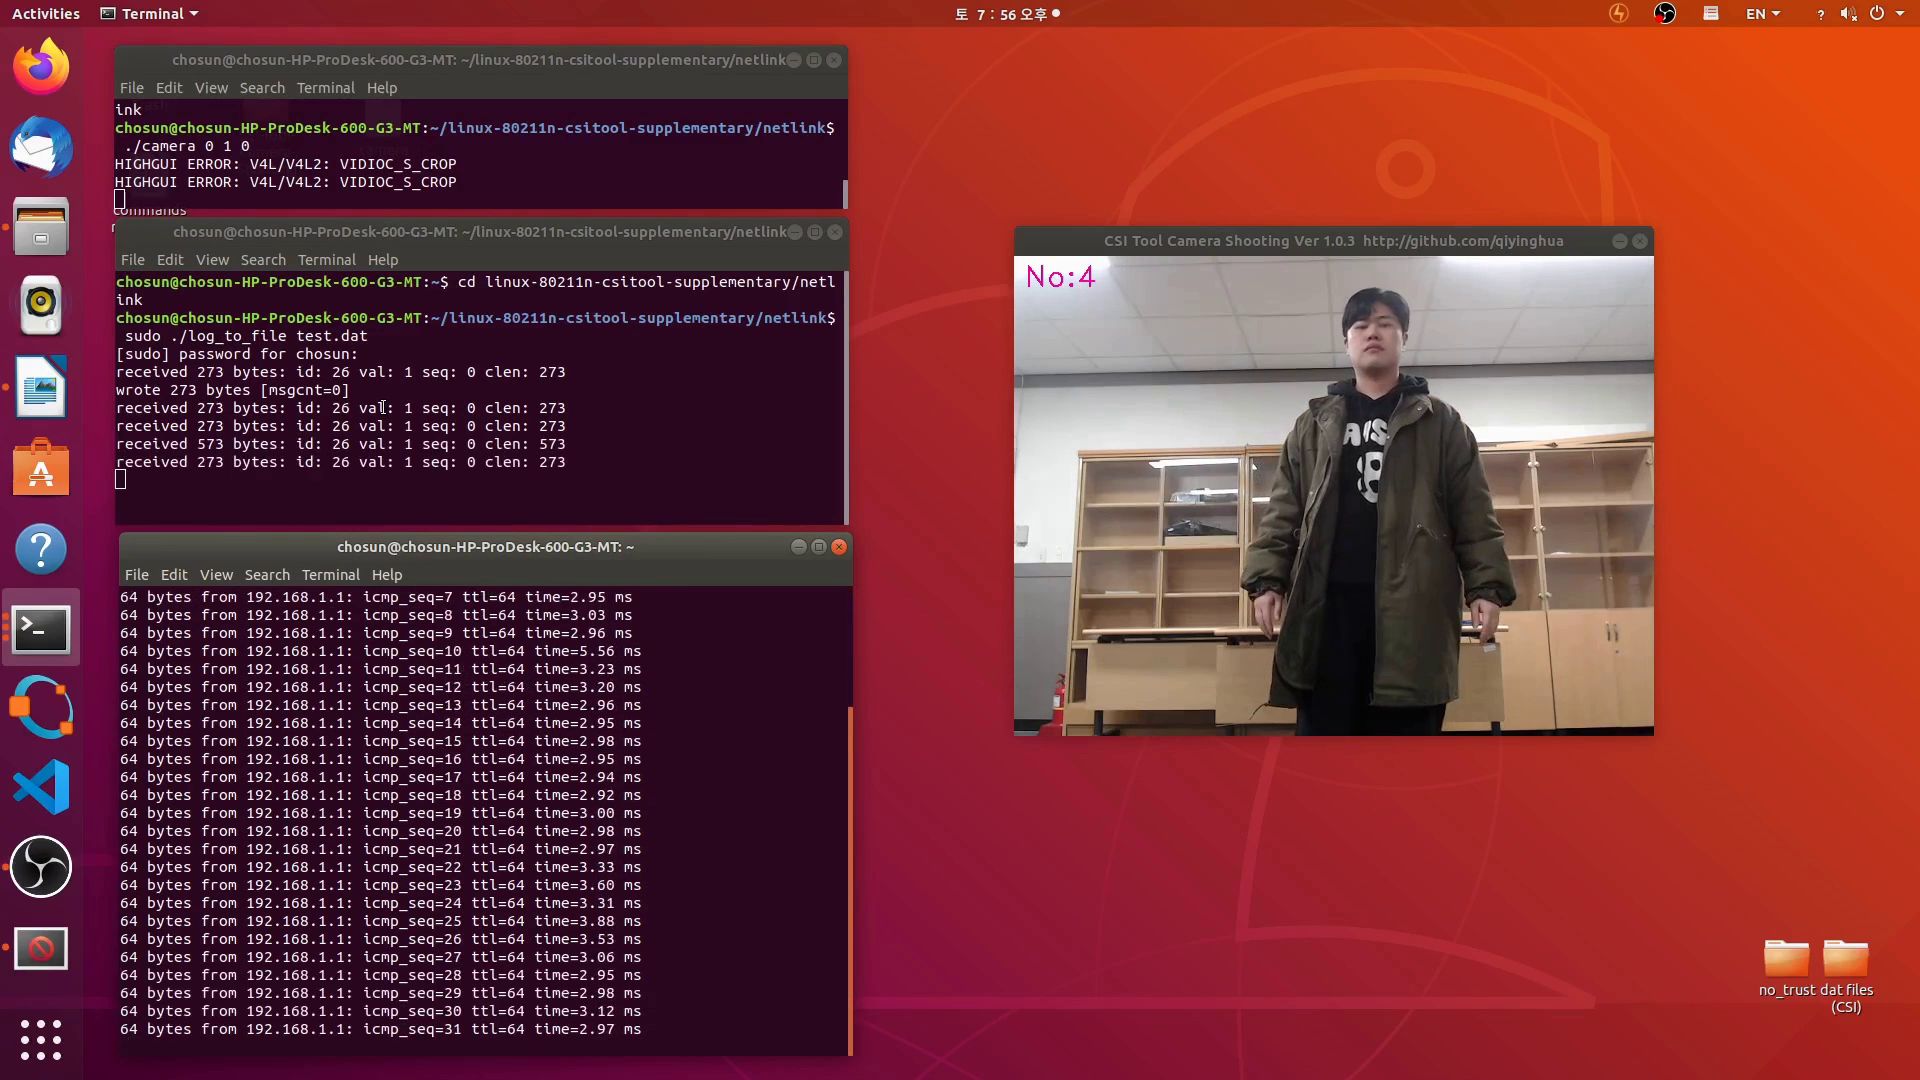 Activities Terminal 토 7 : 56 오후 EN ?
chosun@chosun-HP-ProDesk-600-G3-MT: ~/linux-80211n-csitool-supplementary/netlink
File Edit View Search Terminal Help
ink
chosun@chosun-HP-ProDesk-600-G3-MT:~/linux-80211n-csitool-supplementary/netlink$
./camera 0 1 0
HIGHGUI ERROR: V4L/V4L2: VIDIOC_S_CROP
HIGHGUI ERROR: V4L/V4L2: VIDIOC_S_CROP
commands
chosun@chosun-HP-ProDesk-600-G3-MT: ~/linux-80211n-csitool-supplementary/netlink
File Edit View Search Terminal Help
chosun@chosun-HP-ProDesk-600-G3-MT:~$ cd linux-80211n-csitool-supplementary/netl
ink
chosun@chosun-HP-ProDesk-600-G3-MT:~/linux-80211n-csitool-supplementary/netlink$
sudo ./log_to_file test.dat
[sudo] password for chosun:
received 273 bytes: id: 26 val: 1 seq: 0 clen: 273
wrote 273 bytes [msgcnt=0]
received 273 bytes: id: 26 val: 1 seq: 0 clen: 273
received 273 bytes: id: 26 val: 1 seq: 0 clen: 273
received 573 bytes: id: 26 val: 1 seq: 0 clen: 573
received 273 bytes: id: 26 val: 1 seq: 0 clen: 273
chosun@chosun-HP-ProDesk-600-G3-MT: ~
File Edit View Search Terminal Help
64 bytes from 192.168.1.1: icmp_seq=7 ttl=64 time=2.95 ms
64 bytes from 192.168.1.1: icmp_seq=8 ttl=64 time=3.03 ms
64 bytes from 192.168.1.1: icmp_seq=9 ttl=64 time=2.96 ms
64 bytes from 192.168.1.1: icmp_seq=10 ttl=64 time=5.56 ms
64 bytes from 192.168.1.1: icmp_seq=11 ttl=64 time=3.23 ms
64 bytes from 192.168.1.1: icmp_seq=12 ttl=64 time=3.20 ms
64 bytes from 192.168.1.1: icmp_seq=13 ttl=64 time=2.96 ms
64 bytes from 192.168.1.1: icmp_seq=14 ttl=64 time=2.95 ms
64 bytes from 192.168.1.1: icmp_seq=15 ttl=64 time=2.98 ms
64 bytes from 192.168.1.1: icmp_seq=16 ttl=64 time=2.95 ms
64 bytes from 192.168.1.1: icmp_seq=17 ttl=64 time=2.94 ms
64 bytes from 192.168.1.1: icmp_seq=18 ttl=64 time=2.92 ms
64 bytes from 192.168.1.1: icmp_seq=19 ttl=64 time=3.00 ms
64 bytes from 192.168.1.1: icmp_seq=20 ttl=64 time=2.98 ms
64 bytes from 192.168.1.1: icmp_seq=21 ttl=64 time=2.97 ms
64 bytes from 192.168.1.1: icmp_seq=22 ttl=64 time=3.33 ms
64 bytes from 192.168.1.1: icmp_seq=23 ttl=64 time=3.60 ms
64 bytes from 192.168.1.1: icmp_seq=24 ttl=64 time=3.31 ms
64 bytes from 192.168.1.1: icmp_seq=25 ttl=64 time=3.88 ms
64 bytes from 192.168.1.1: icmp_seq=26 ttl=64 time=3.53 ms
64 bytes from 192.168.1.1: icmp_seq=27 ttl=64 time=3.06 ms
64 bytes from 192.168.1.1: icmp_seq=28 ttl=64 time=2.95 ms
64 bytes from 192.168.1.1: icmp_seq=29 ttl=64 time=2.98 ms
64 bytes from 192.168.1.1: icmp_seq=30 ttl=64 time=3.12 ms
64 bytes from 192.168.1.1: icmp_seq=31 ttl=64 time=2.97 ms
CSI Tool Camera Shooting Ver 1.0.3 http://github.com/qiyinghua
No:4
no_trust dat files
(CSI)